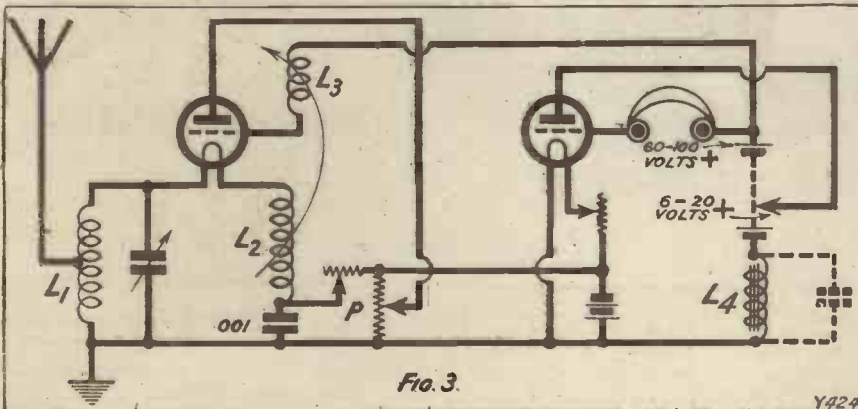 L3
60-100
VOLTS +
6-20 +
VOLTS
L1
L2
P
L4
.001
FIG. 3.
Y424